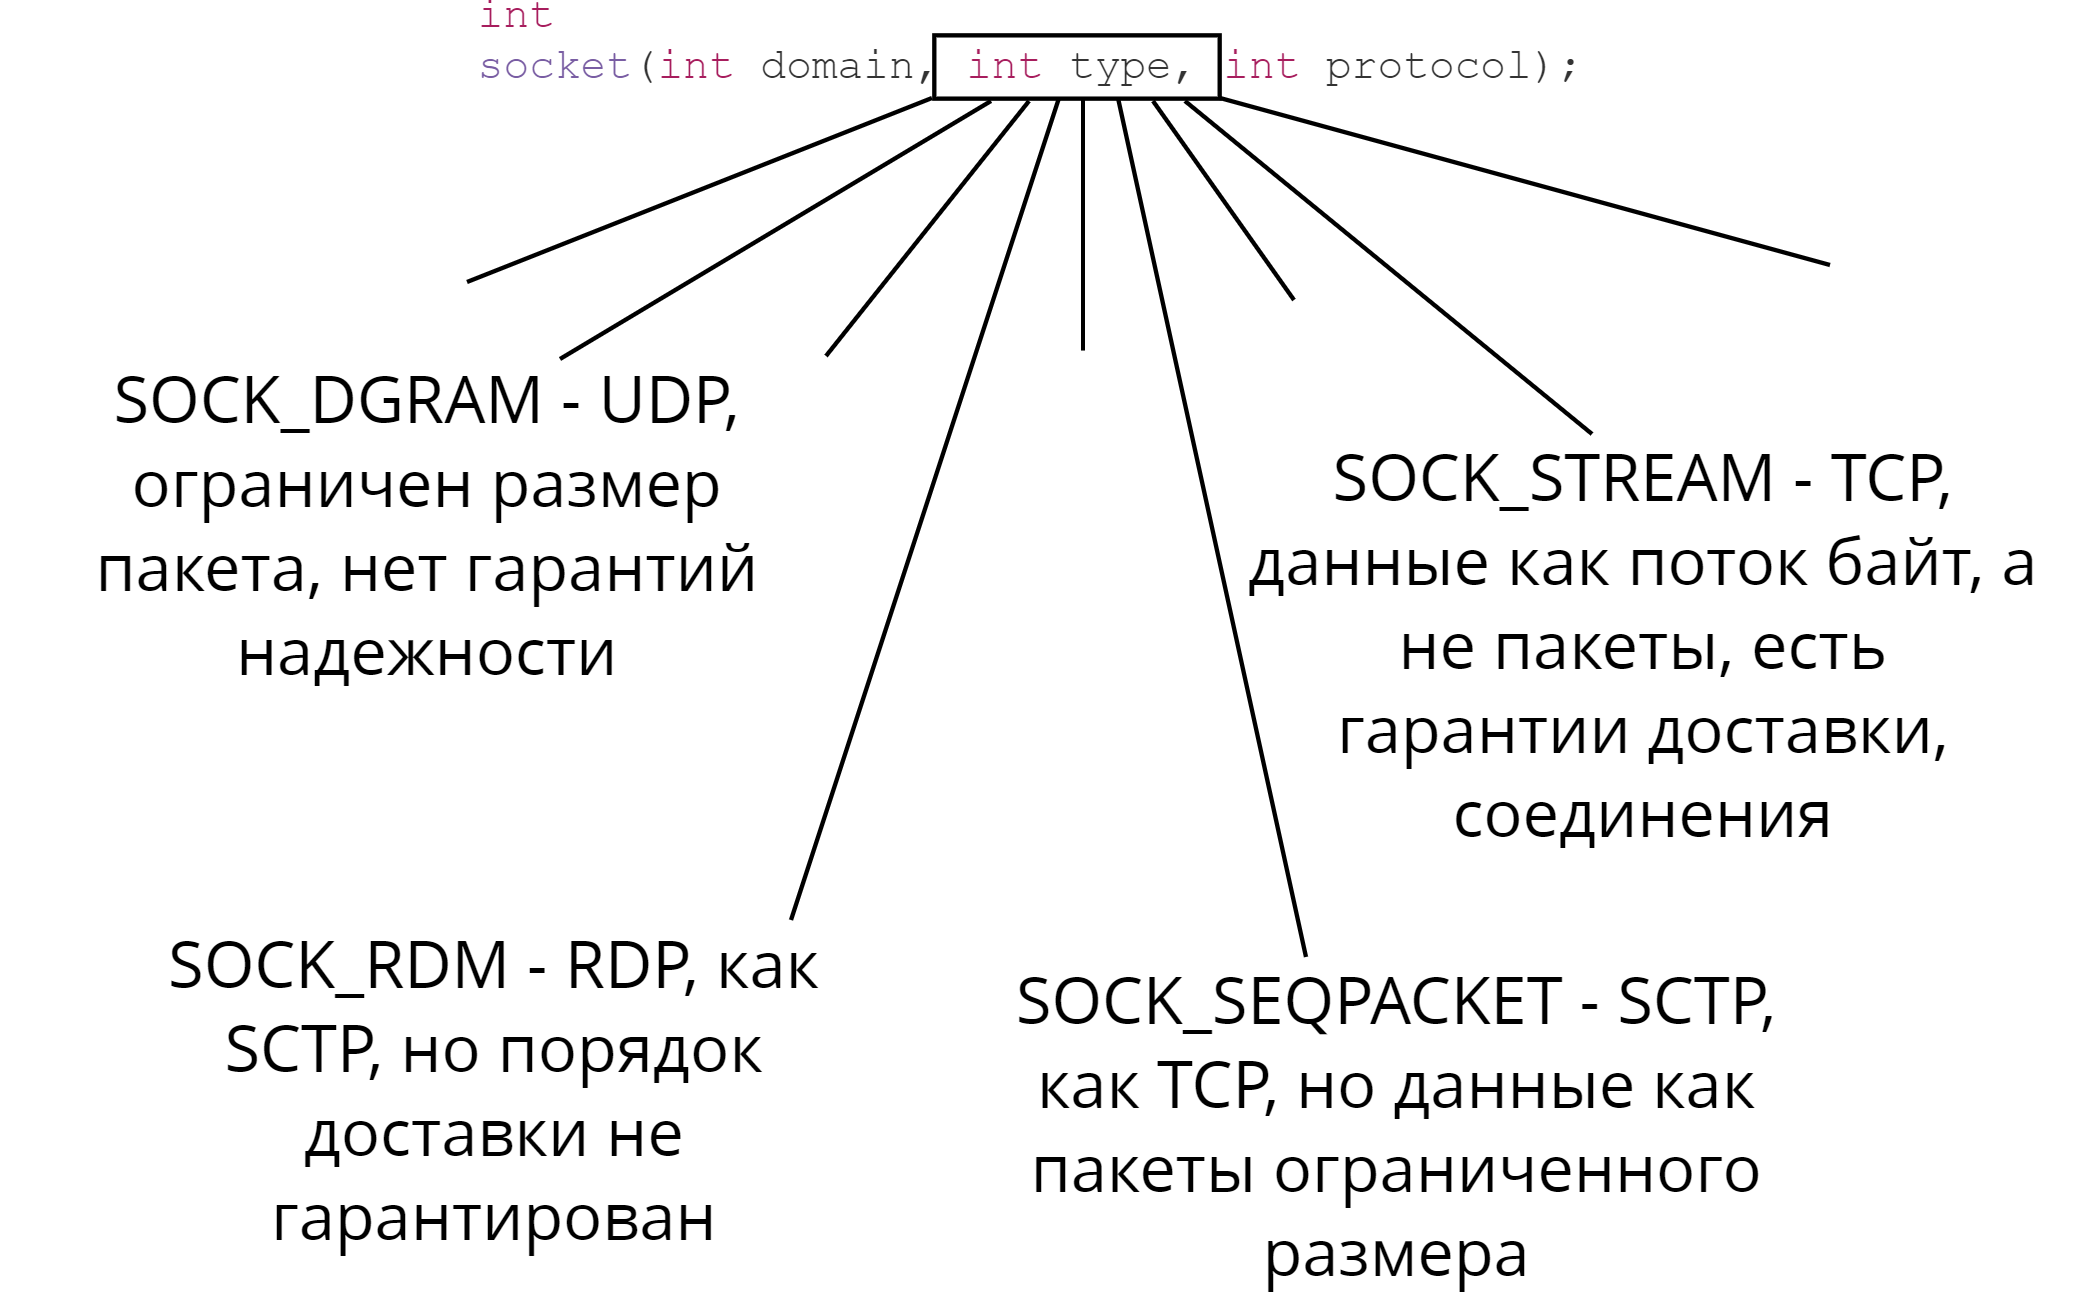 int
socket(int domain, int type, int protocol);
SOCK_DGRAM - UDP,
ограничен размер
пакета, нет гарантий
надежности
SOCK_STREAM - TCP,
данные как поток байт, а
не пакеты, есть
гарантии доставки,
соединения
SOCK_RDM - RDP, как
SCTP, но порядок
доставки не
гарантирован
SOCK_SEQPACKET - SCTP,
как TCP, но данные как
пакеты ограниченного
размера